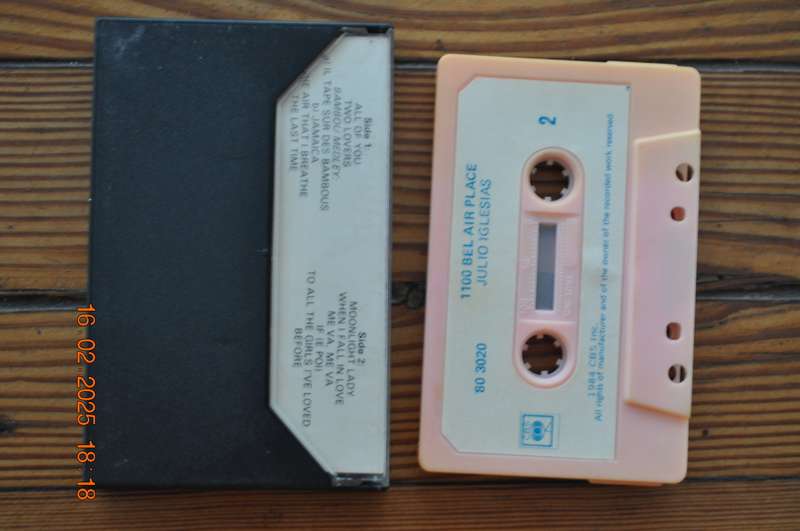 Side 1:
ALL OF YOU
TWO LOVERS
BAMBOU MEDLEY:
IL TAPE SUR DES BAMBOUS
b) JAMAICA
AIR THAT I BREATHE
THE LAST TIME
Side 2:
MOONLIGHT LADY
WHEN I FALL IN LOVE
ME VA, ME VA
IF (E POI)
TO ALL THE GIRLS I'VE LOVED
BEFORE
2
1100 BEL AIR PLACE
JULIO IGLESIAS
80 3020
CBS
1984 CBS Inc.
All rights of manufacturer and of the owner of the recorded work reserved
16.02.2025 18:18